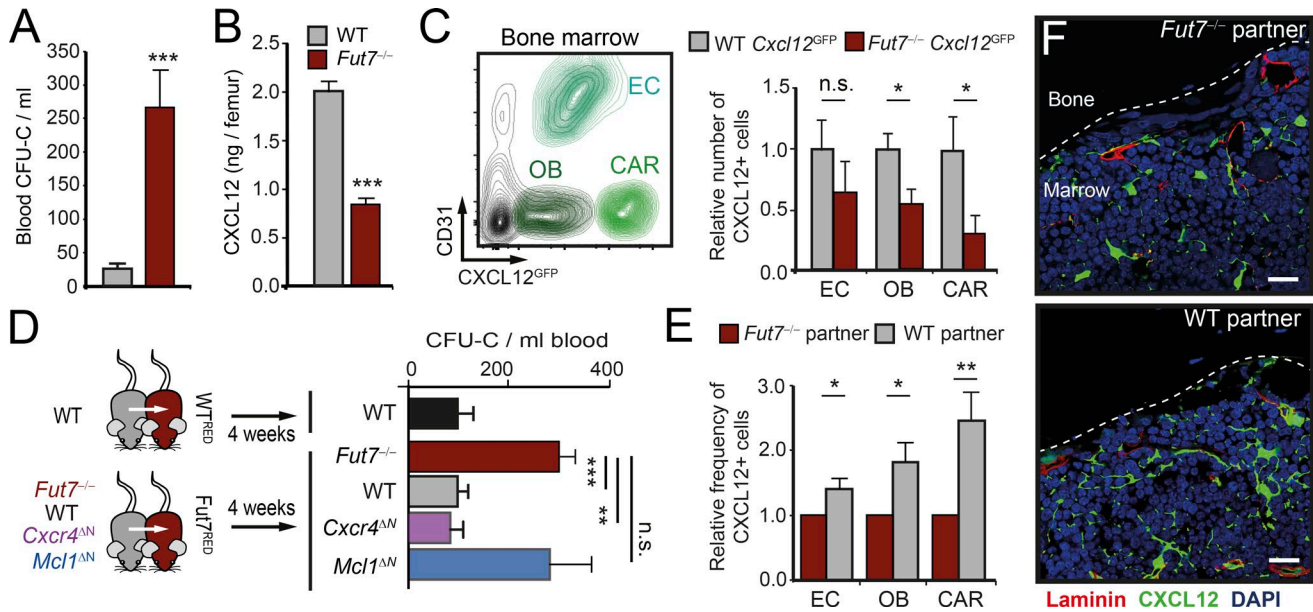 A
Blood CFU-C / ml
350
300
250
200
150
100
50
0
***
B
WT
Fut7–/–
CXCL12 (ng / femur)
2.5
2.0
1.5
1.0
0.5
0.0
***
C
Bone marrow
EC
OB
CAR
CD31
CXCL12GFP
WT Cxcl12GFP
Fut7–/– Cxcl12GFP
Relative number of
CXCL12+ cells
1.5
1.0
0.5
0.0
n.s.
*
*
EC
OB
CAR
D
WT
WTRED
4 weeks
Fut7–/–
WT
Cxcr4ΔN
Mcl1ΔN
Fut7RED
4 weeks
CFU-C / ml blood
0
200
400
WT
Fut7–/–
WT
Cxcr4ΔN
Mcl1ΔN
***
**
n.s.
E
Fut7–/– partner
WT partner
Relative frequency of
CXCL12+ cells
3.0
2.0
1.0
0.0
*
*
**
EC
OB
CAR
F
Fut7–/– partner
Bone
Marrow
WT partner
Laminin CXCL12 DAPI